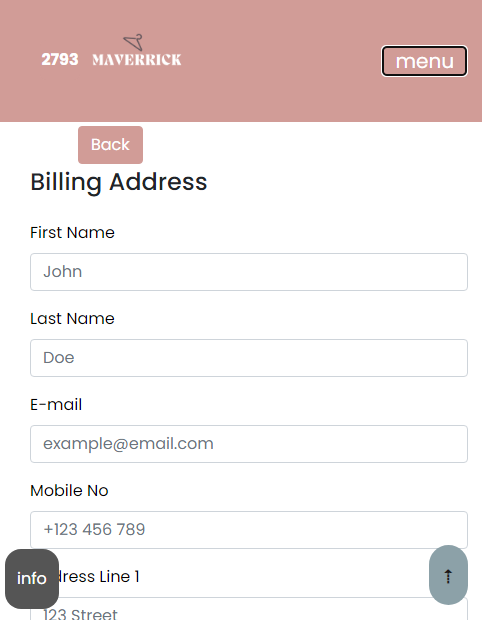 2793 MAVERRICK
menu
Back
Billing Address
First Name
John
Last Name
Doe
E-mail
example@email.com
Mobile No
+123 456 789
info
dress Line 1
123 Street